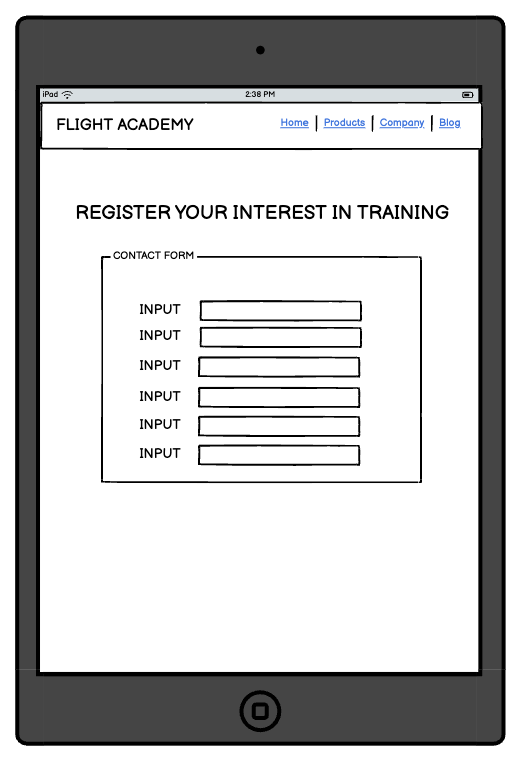 iPad 2:38 PM
FLIGHT ACADEMY Home Products Company Blog
REGISTER YOUR INTEREST IN TRAINING
CONTACT FORM
INPUT
INPUT
INPUT
INPUT
INPUT
INPUT